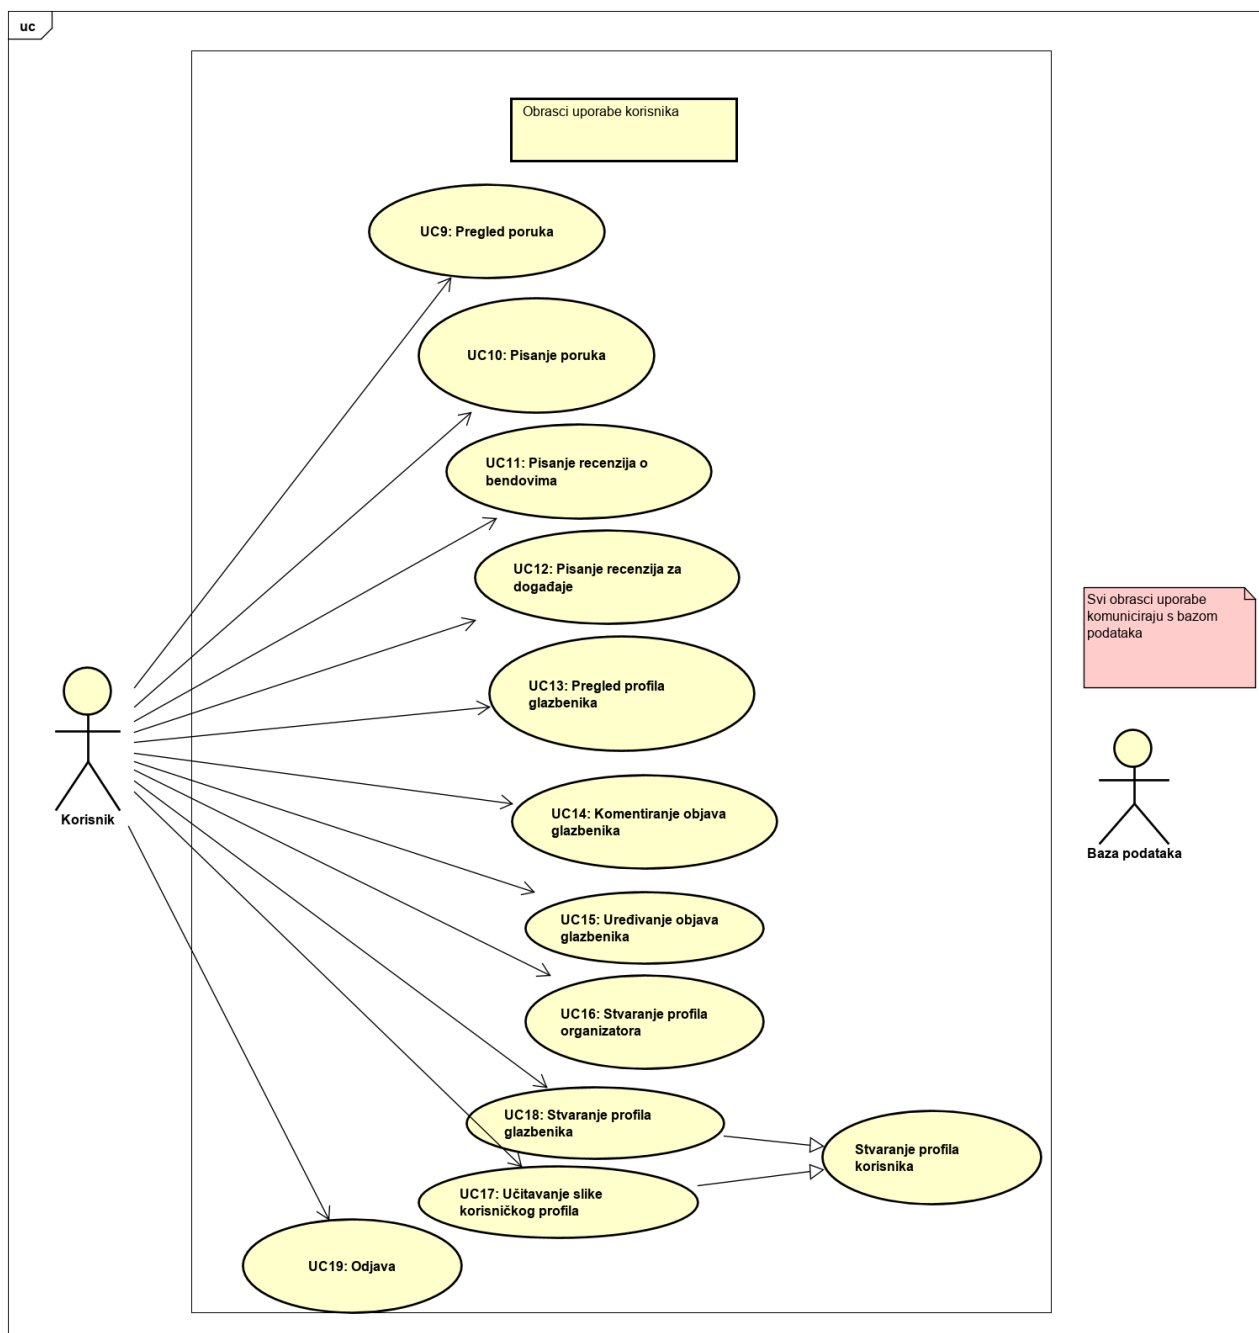 uc
Obrasci uporabe korisnika
UC9: Pregled poruka
UC10: Pisanje poruka
UC11: Pisanje recenzija o
bendovima
UC12: Pisanje recenzija za
događaje
Svi obrasci uporabe
komuniciraju s bazom
podataka
UC13: Pregled profila
glazbenika
Korisnik
UC14: Komentiranje objava
glazbenika
Baza podataka
UC15: Uređivanje objava
glazbenika
UC16: Stvaranje profila
organizatora
UC18: Stvaranje profila
glazbenika
Stvaranje profila
korisnika
UC17: Učitavanje slike
korisničkog profila
UC19: Odjava